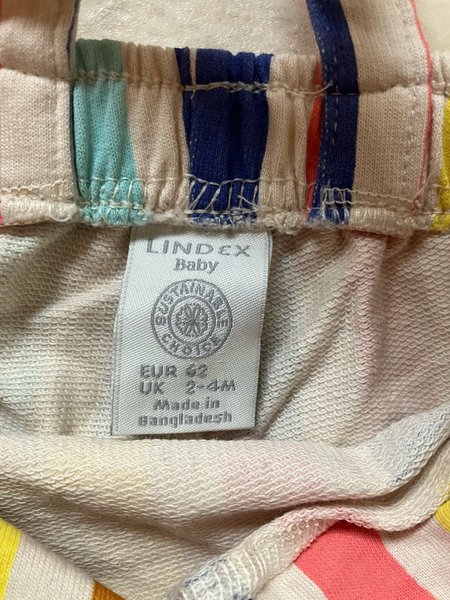 LINDEX
Baby
SUSTAINABLE
CHOICE
EUR 62
UK 2-4M
Made in
Bangladesh